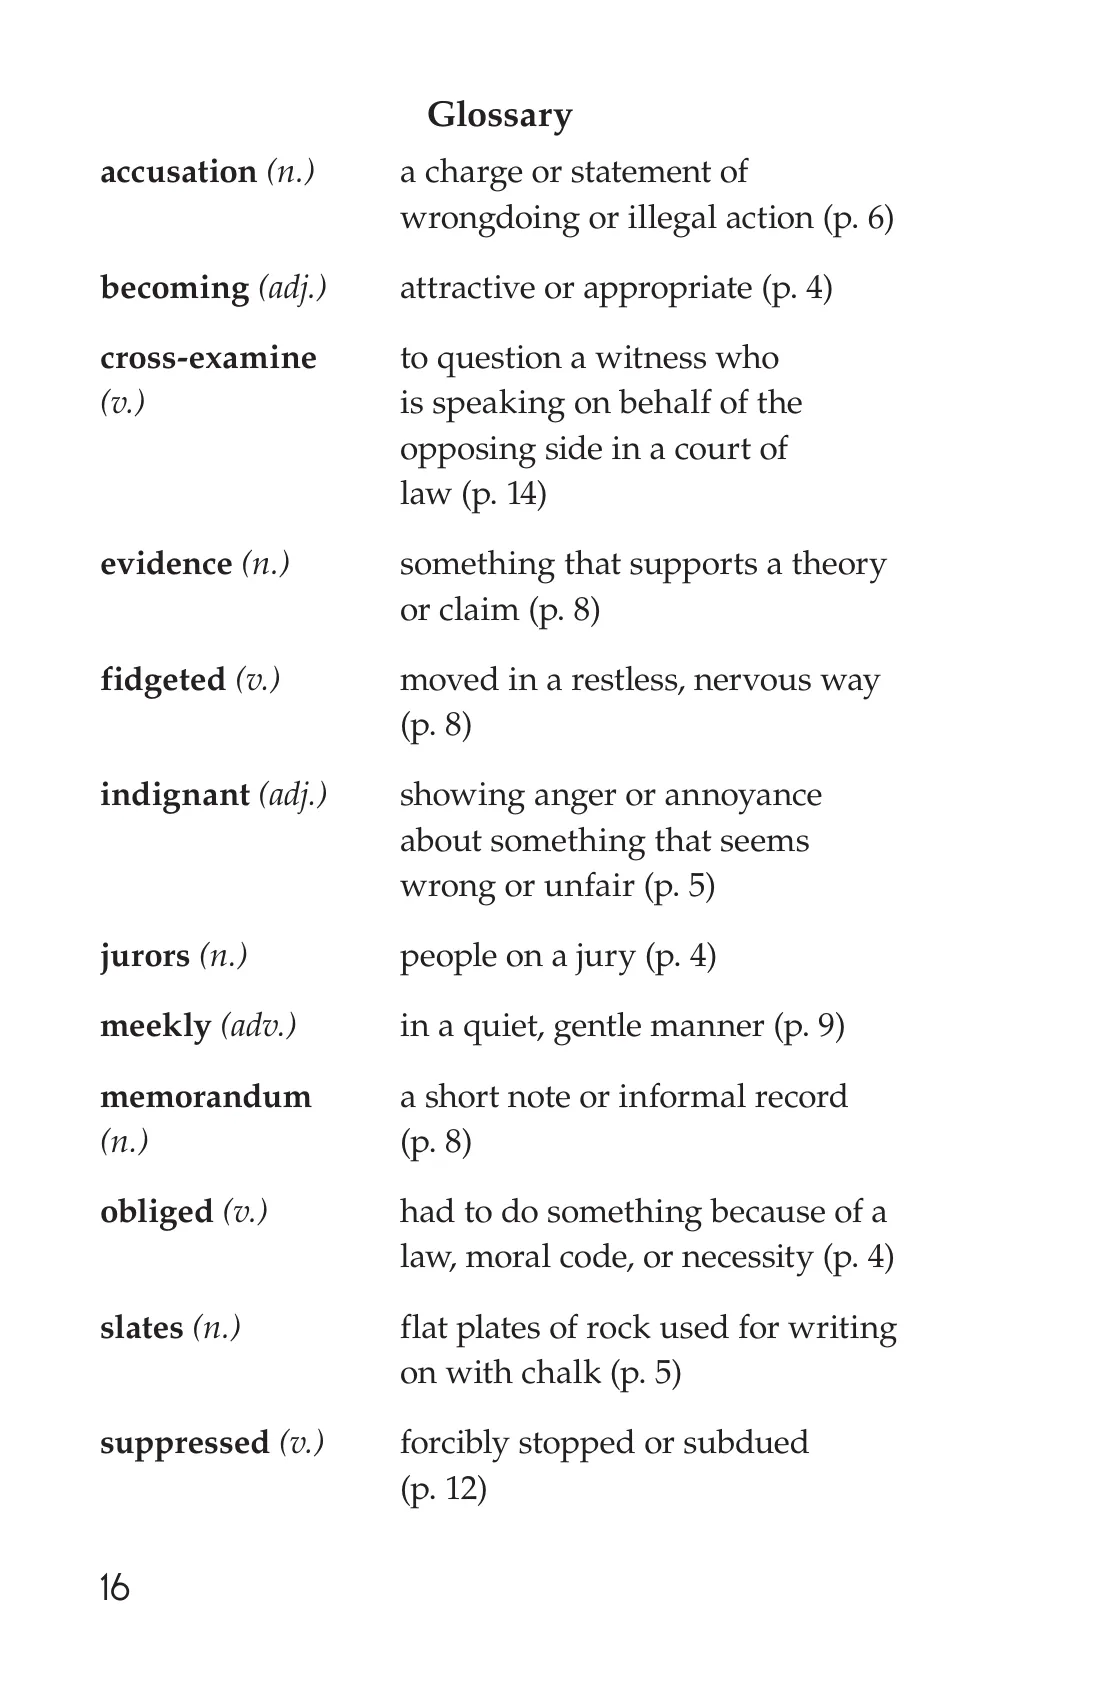 Glossary
accusation (n.) a charge or statement of
wrongdoing or illegal action (p. 6)
becoming (adj.) attractive or appropriate (p. 4)
cross-examine to question a witness who
(v.) is speaking on behalf of the
opposing side in a court of
law (p. 14)
evidence (n.) something that supports a theory
or claim (p. 8)
fidgeted (v.) moved in a restless, nervous way
(p. 8)
indignant (adj.) showing anger or annoyance
about something that seems
wrong or unfair (p. 5)
jurors (n.) people on a jury (p. 4)
meekly (adv.) in a quiet, gentle manner (p. 9)
memorandum a short note or informal record
(n.) (p. 8)
obliged (v.) had to do something because of a
law, moral code, or necessity (p. 4)
slates (n.) flat plates of rock used for writing
on with chalk (p. 5)
suppressed (v.) forcibly stopped or subdued
(p. 12)
16